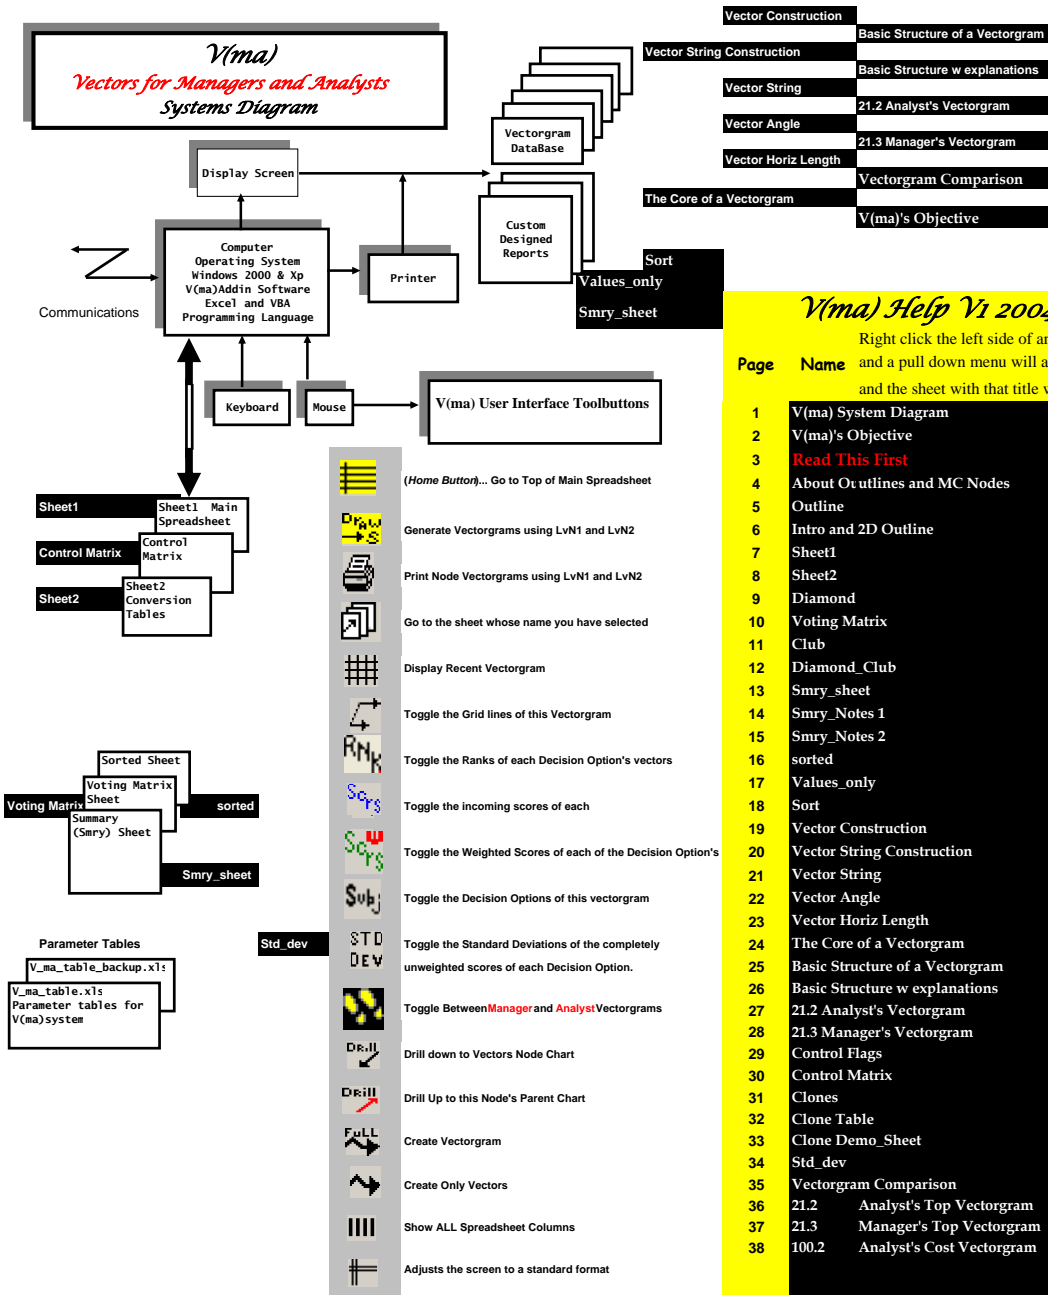 V(ma)
Vectors for Managers and Analysts
Systems Diagram
Vector Construction
Basic Structure of a Vectorgram
Vector String Construction
Basic Structure w explanations
Vector String
21.2 Analyst's Vectorgram
Vector Angle
21.3 Manager's Vectorgram
Vector Horiz Length
Vectorgram Comparison
The Core of a Vectorgram
V(ma)'s Objective
Vectorgram
DataBase
Display Screen
Custom
Designed
Reports
Sort
Values_only
Smry_sheet
Computer
Operating System
Windows 2000 & Xp
V(ma)Addin Software
Excel and VBA
Programming Language
Printer
Communications
Keyboard
Mouse
V(ma) User Interface Toolbuttons
Sheet1
Sheet1 Main
Spreadsheet
Control Matrix
Control
Matrix
Sheet2
Sheet2
Conversion
Tables
Sorted Sheet
Voting Matrix
Voting Matrix
Sheet
sorted
Summary
(Smry) Sheet
Smry_sheet
Parameter Tables
V_ma_table_backup.xls
V_ma_table.xls
Parameter tables for
V(ma)system
Std_dev
(Home Button)... Go to Top of Main Spreadsheet
DRAW
S
Generate Vectorgrams using LvN1 and LvN2
Print Node Vectorgrams using LvN1 and LvN2
Go to the sheet whose name you have selected
Display Recent Vectorgram
Toggle the Grid lines of this Vectorgram
RNK
Toggle the Ranks of each Decision Option's vectors
Scrs
Toggle the incoming scores of each
W
Scrs
Toggle the Weighted Scores of each of the Decision Option's
Subj
Toggle the Decision Options of this vectorgram
STD
DEV
Toggle the Standard Deviations of the completely
unweighted scores of each Decision Option.
Toggle Between Manager and Analyst Vectorgrams
DRill
Drill down to Vectors Node Chart
DRill
Drill Up to this Node's Parent Chart
FuLL
Create Vectorgram
Create Only Vectors
Show ALL Spreadsheet Columns
Adjusts the screen to a standard format
V(ma) Help V1 2004
Right click the left side of
Page Name and a pull down menu will
and the sheet with that title
1 V(ma) System Diagram
2 V(ma)'s Objective
3 Read This First
4 About Outlines and MC Nodes
5 Outline
6 Intro and 2D Outline
7 Sheet1
8 Sheet2
9 Diamond
10 Voting Matrix
11 Club
12 Diamond_Club
13 Smry_sheet
14 Smry_Notes 1
15 Smry_Notes 2
16 sorted
17 Values_only
18 Sort
19 Vector Construction
20 Vector String Construction
21 Vector String
22 Vector Angle
23 Vector Horiz Length
24 The Core of a Vectorgram
25 Basic Structure of a Vectorgram
26 Basic Structure w explanations
27 21.2 Analyst's Vectorgram
28 21.3 Manager's Vectorgram
29 Control Flags
30 Control Matrix
31 Clones
32 Clone Table
33 Clone Demo_Sheet
34 Std_dev
35 Vectorgram Comparison
36 21.2 Analyst's Top Vectorgram
37 21.3 Manager's Top Vectorgram
38 100.2 Analyst's Cost Vectorgram